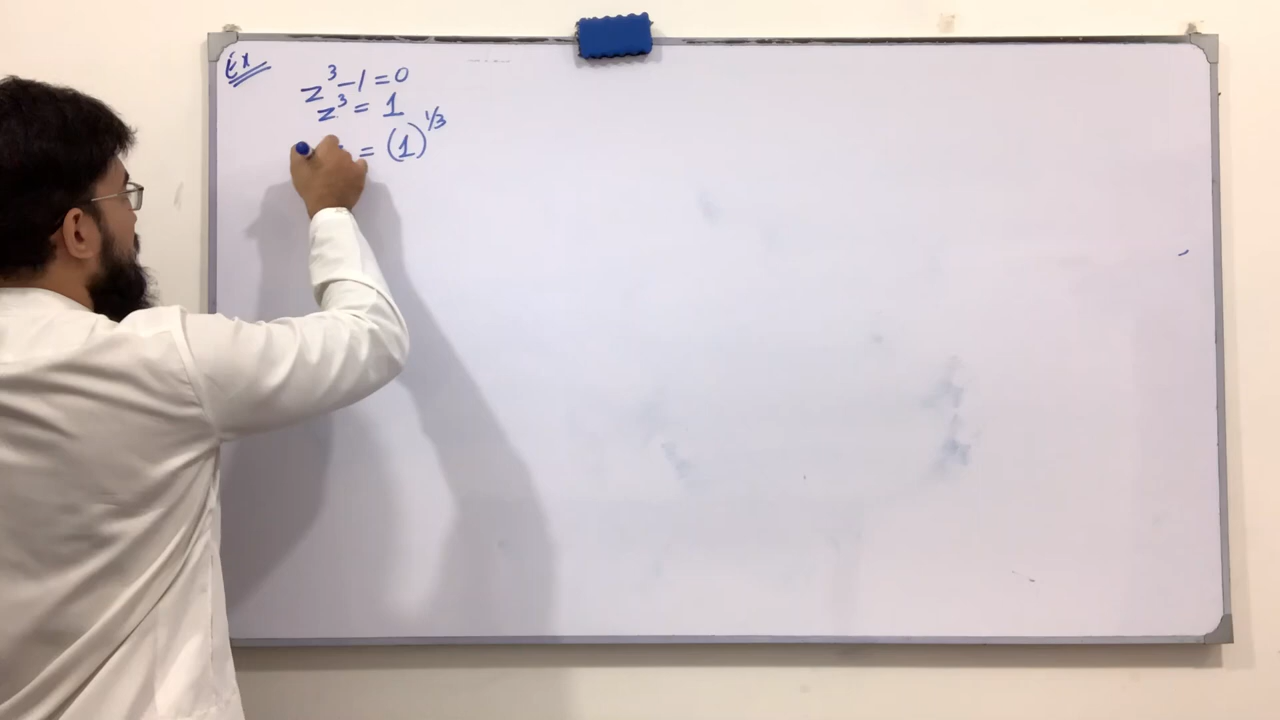 Ex
z³-1=0
z³ = 1
= (1)^1/3